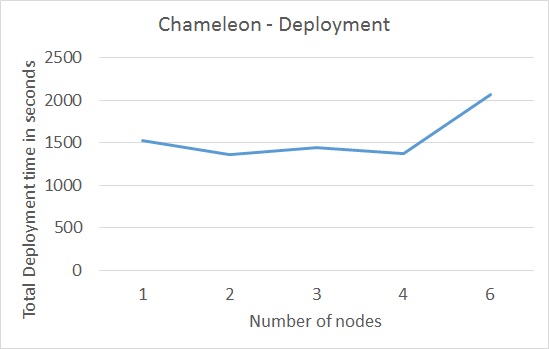 Chameleon - Deployment
Total Deployment time in seconds
2500
2000
1500
1000
500
0
1 2 3 4 6
Number of nodes